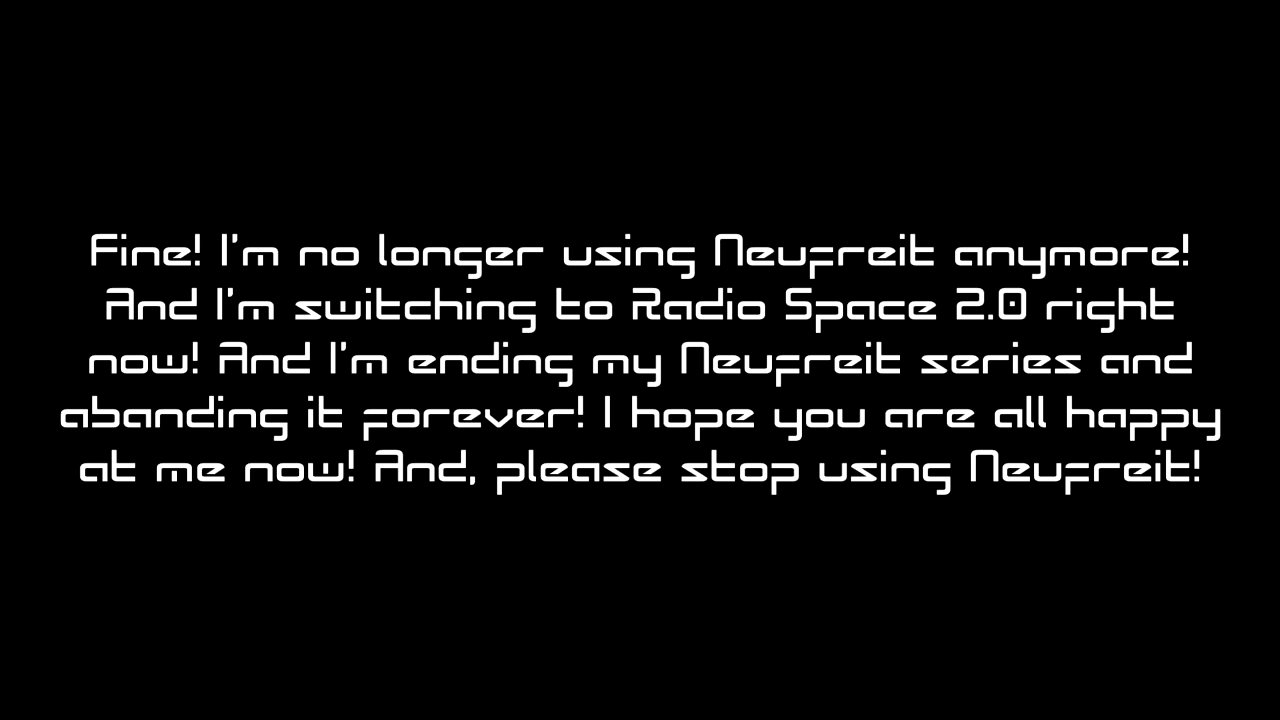 Fine! I'm no longer using Neufreit anymore!
And I'm switching to Radio Space 2.0 right
now! And I'm ending my Neufreit series and
abanding it forever! I hope you are all happy
at me now! And, please stop using Neufreit!